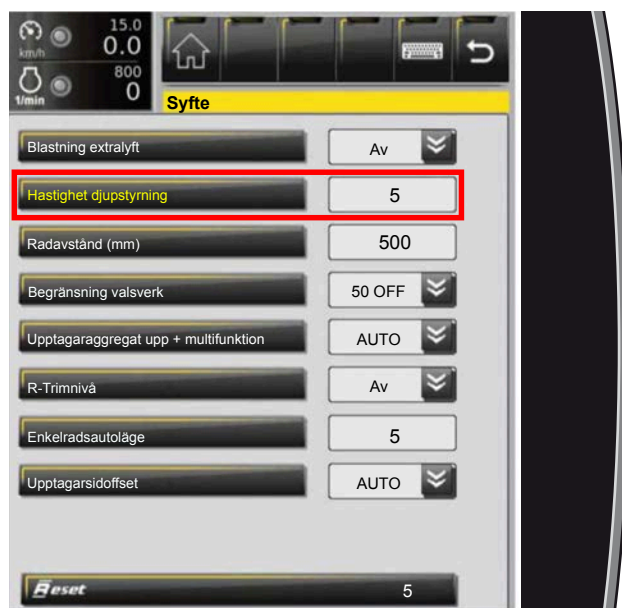 15.0
km/h 0.0
800
1/min 0
Syfte
Blastning extralyft Av
Hastighet djupstyrning 5
Radavstånd (mm) 500
Begränsning valsverk 50 OFF
Upptagaraggregat upp + multifunktion AUTO
R-Trimnivå Av
Enkelradsautoläge 5
Upptagarsidoffset AUTO
Reset 5